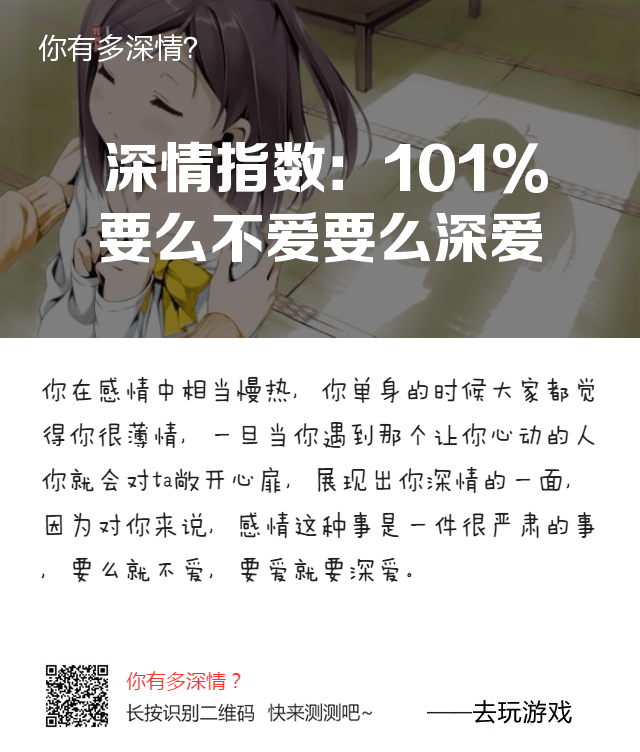 你有多深情?
深情指数：101%
要么不爱要么深爱
你在感情中相当慢热，你单身的时候大家都觉
得你很薄情，一旦当你遇到那个让你心动的人
你就会对ta敞开心扉，展现出你深情的一面，
因为对你来说，感情这种事是一件很严肃的事
，要么就不爱，要爱就要深爱。
你有多深情？
长按识别二维码 快来测测吧~
——去玩游戏